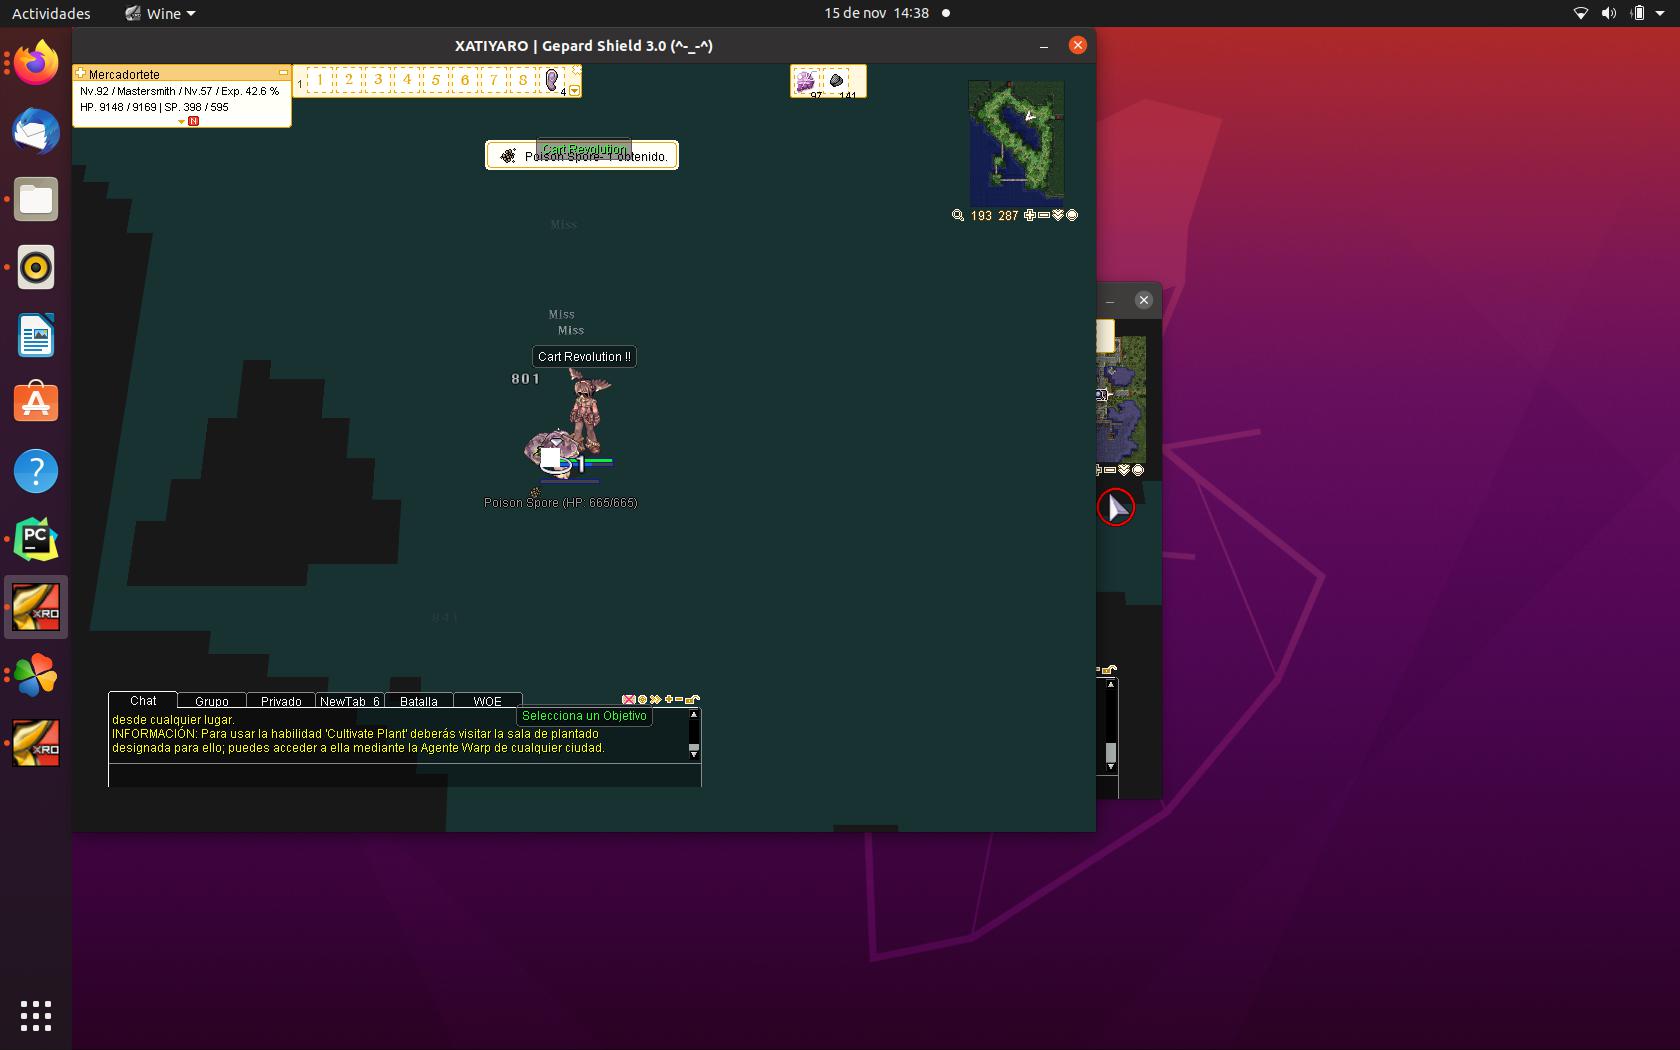 Actividades
Wine
15 de nov 14:38
XATIYARO | Gepard Shield 3.0 (^-_-^)
Mercadortete
Nv.92 / Mastersmith / Nv.57 / Exp. 42.6 %
HP. 9148 / 9169 | SP. 398 / 595
N
1 1 2 3 4 5 6 7 8 4
97 141
Cart Revolution
Poison Spore- 1 obtenido.
193 287
Miss
Miss
Miss
Cart Revolution !!
801
Poison Spore (HP: 665/665)
841
PC
XRO
XRO
Chat Grupo Privado NewTab_6 Batalla WOE
Selecciona un Objetivo
desde cualquier lugar.
INFORMACIÓN: Para usar la habilidad 'Cultivate Plant' deberás visitar la sala de plantado
designada para ello; puedes acceder a ella mediante la Agente Warp de cualquier ciudad.